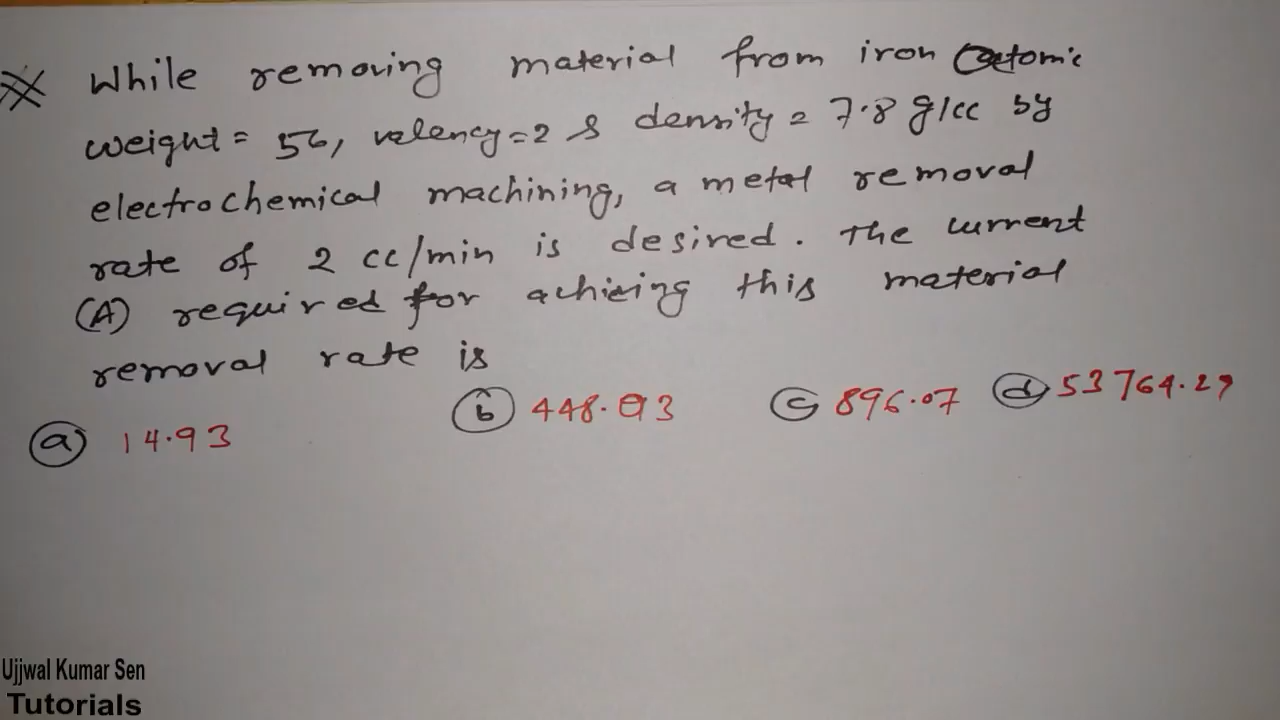 While removing material from iron (atomic
weight = 56, valency = 2 & density = 7.8 g/cc by
electrochemical machining, a metal removal
rate of 2 cc/min is desired. The current
(A) required for achieving this material
removal rate is
(a) 14.93 (b) 448.03 (c) 896.07 (d) 53764.29
Ujjwal Kumar Sen
Tutorials